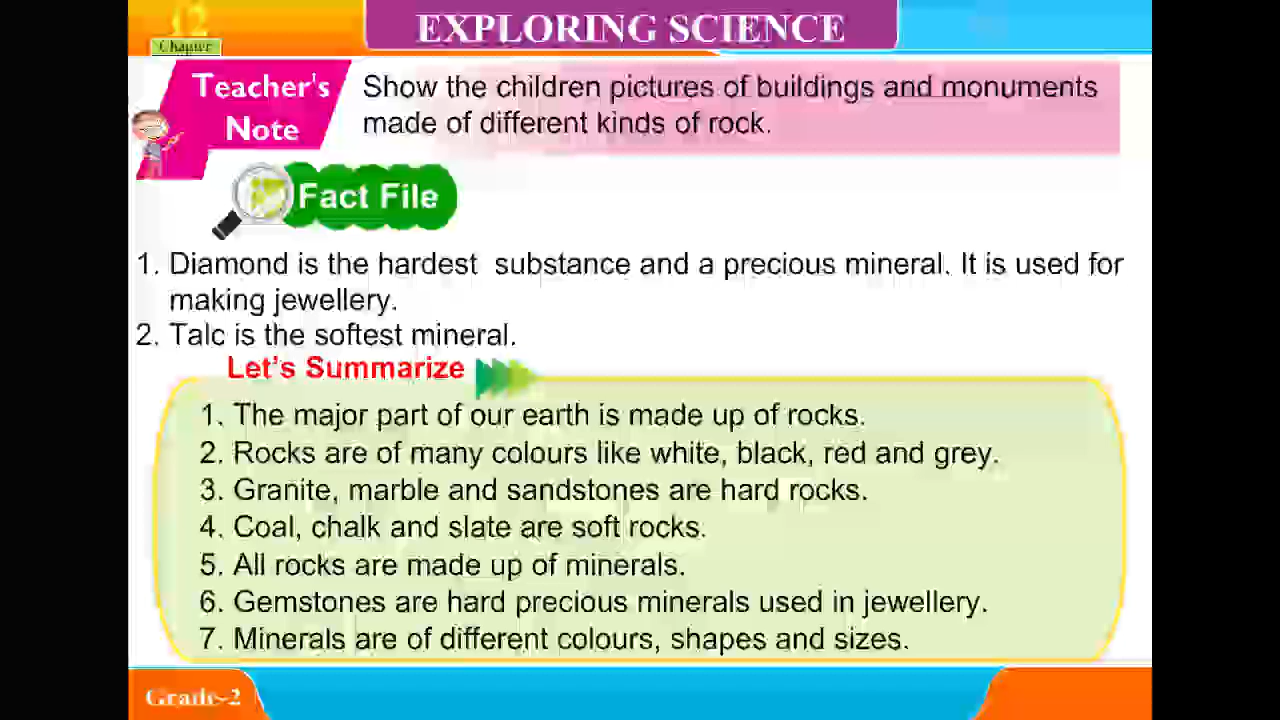 12
Chapter
EXPLORING SCIENCE
Teacher's
Note
Show the children pictures of buildings and monuments
made of different kinds of rock.
Fact File
1. Diamond is the hardest substance and a precious mineral. It is used for
making jewellery.
2. Talc is the softest mineral.
Let's Summarize
1. The major part of our earth is made up of rocks.
2. Rocks are of many colours like white, black, red and grey.
3. Granite, marble and sandstones are hard rocks.
4. Coal, chalk and slate are soft rocks.
5. All rocks are made up of minerals.
6. Gemstones are hard precious minerals used in jewellery.
7. Minerals are of different colours, shapes and sizes.
Grade-2